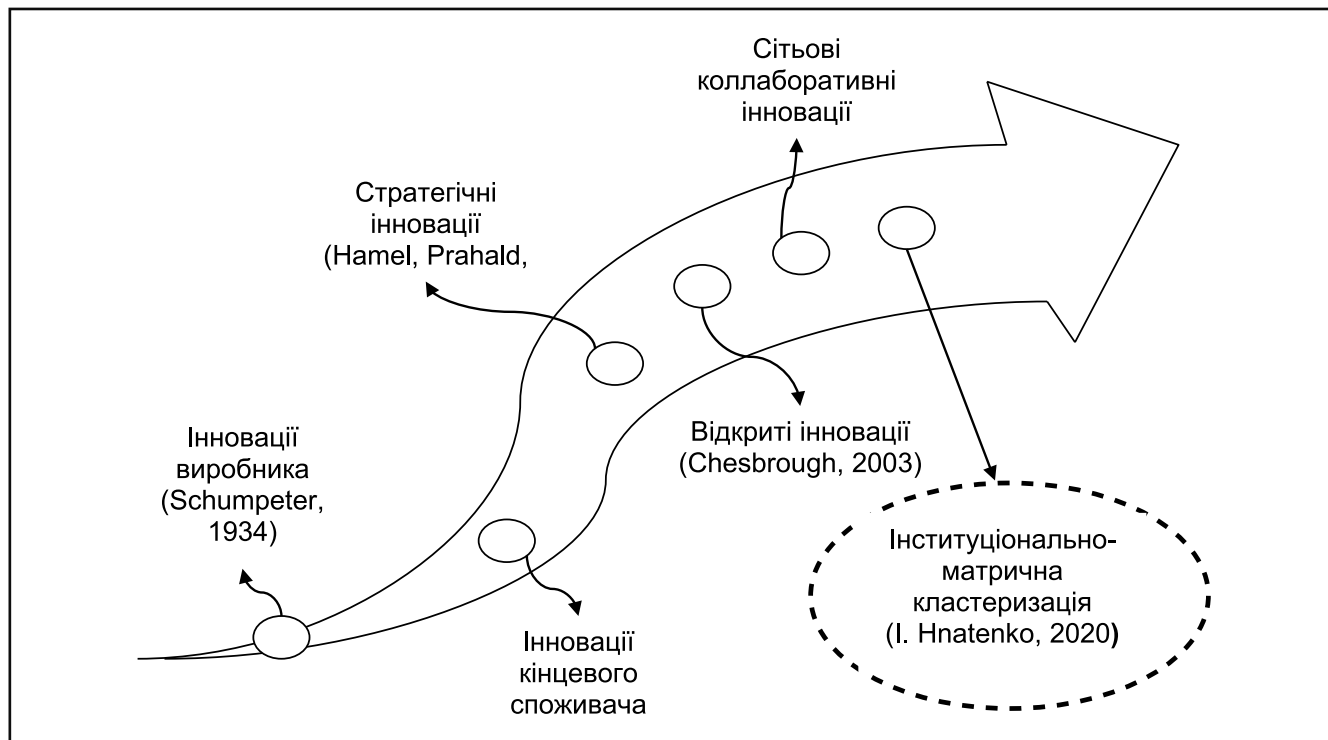 Сітьові
коллаборативні
інновації
Стратегічні
інновації
(Hamel, Prahald,
Відкриті інновації
(Chesbrough, 2003)
Інновації
виробника
(Schumpeter,
1934)
Інституціонально-
матрична
кластеризація
(I. Hnatenko, 2020)
Інновації
кінцевого
споживача